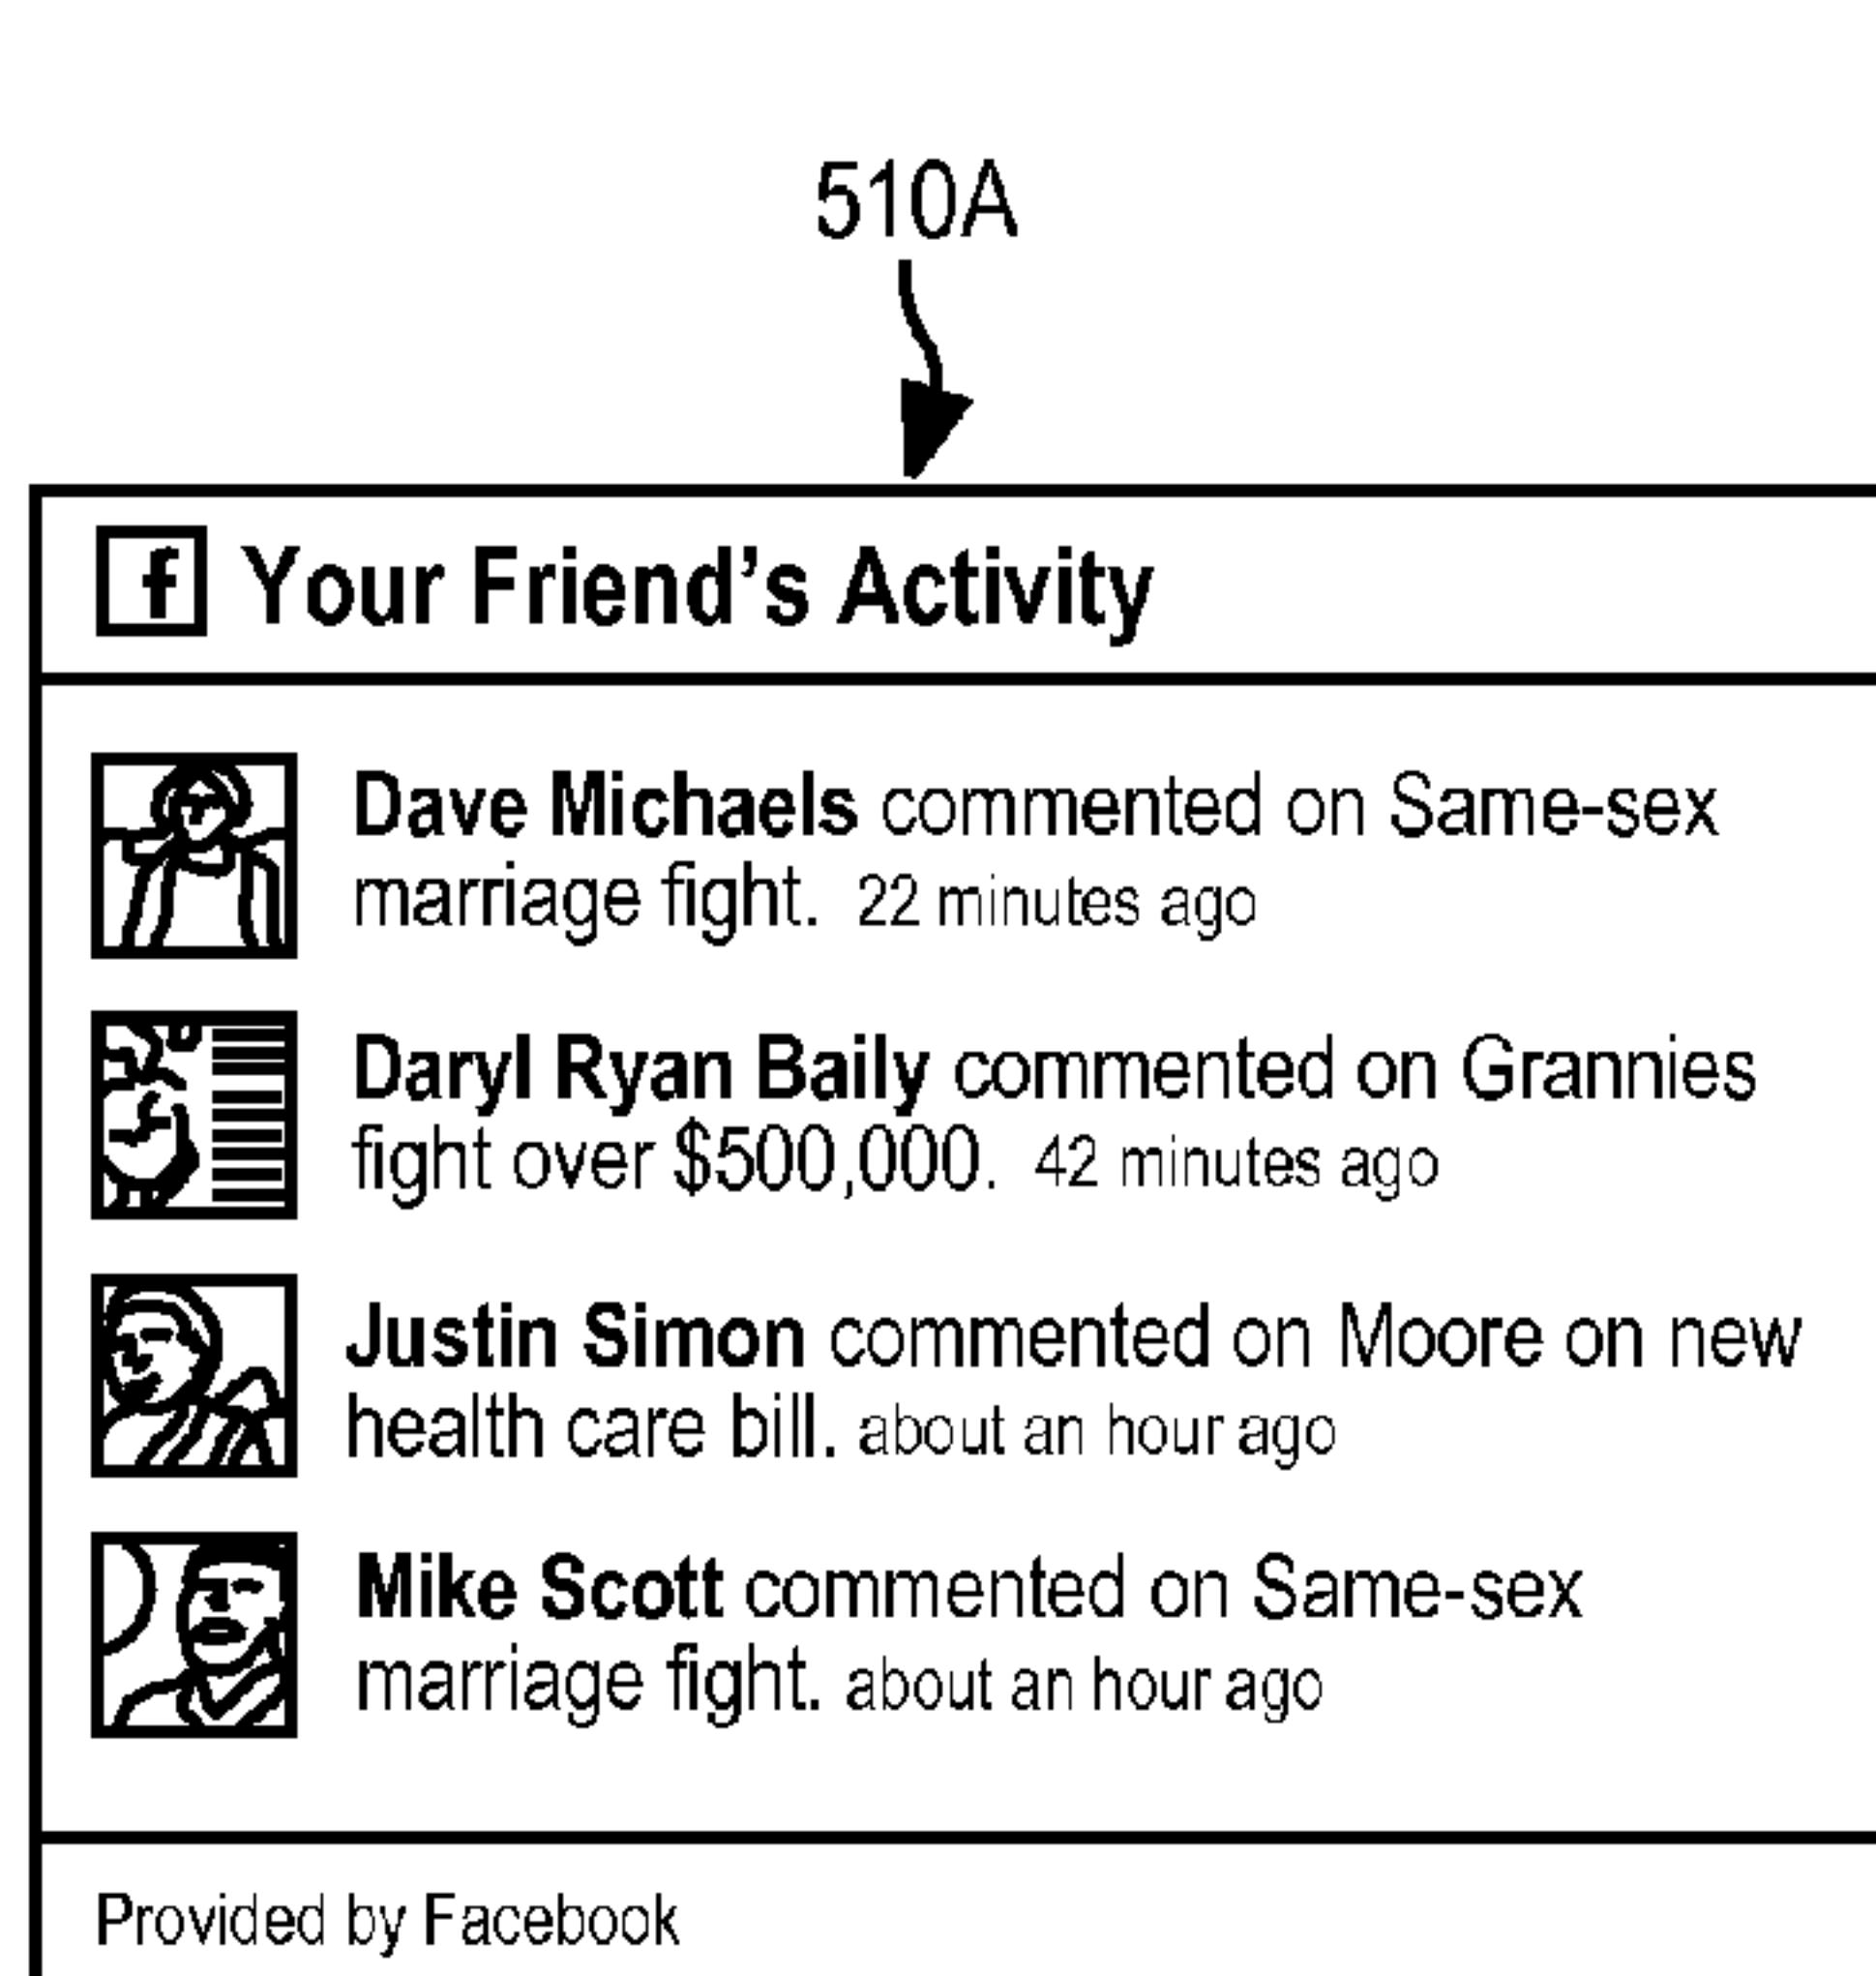 510A
f Your Friend's Activity
Dave Michaels commented on Same-sex
marriage fight. 22 minutes ago
Daryl Ryan Baily commented on Grannies
fight over $500,000. 42 minutes ago
Justin Simon commented on Moore on new
health care bill. about an hour ago
Mike Scott commented on Same-sex
marriage fight. about an hour ago
Provided by Facebook